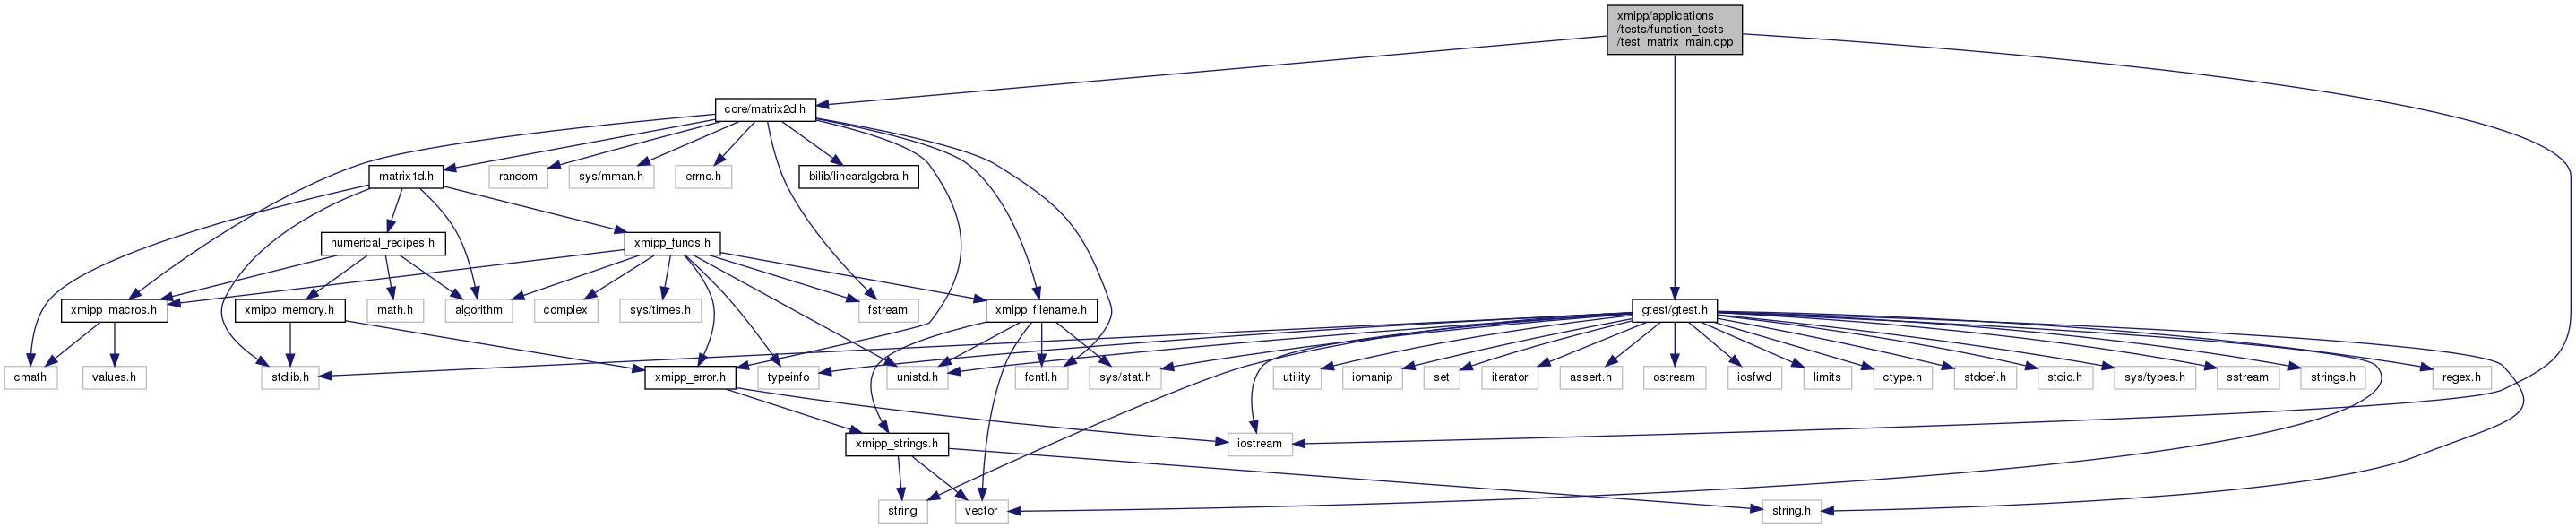 xmipp/applications
/tests/function_tests
/test_matrix_main.cpp
core/matrix2d.h
matrix1d.h
random
sys/mman.h
errno.h
bilib/linearalgebra.h
numerical_recipes.h
xmipp_funcs.h
xmipp_macros.h
xmipp_memory.h
math.h
algorithm
complex
sys/times.h
fstream
xmipp_filename.h
gtest/gtest.h
cmath
values.h
stdlib.h
xmipp_error.h
typeinfo
unistd.h
fcntl.h
sys/stat.h
utility
iomanip
set
iterator
assert.h
ostream
iosfwd
limits
ctype.h
stddef.h
stdio.h
sys/types.h
sstream
strings.h
regex.h
xmipp_strings.h
iostream
string
vector
string.h